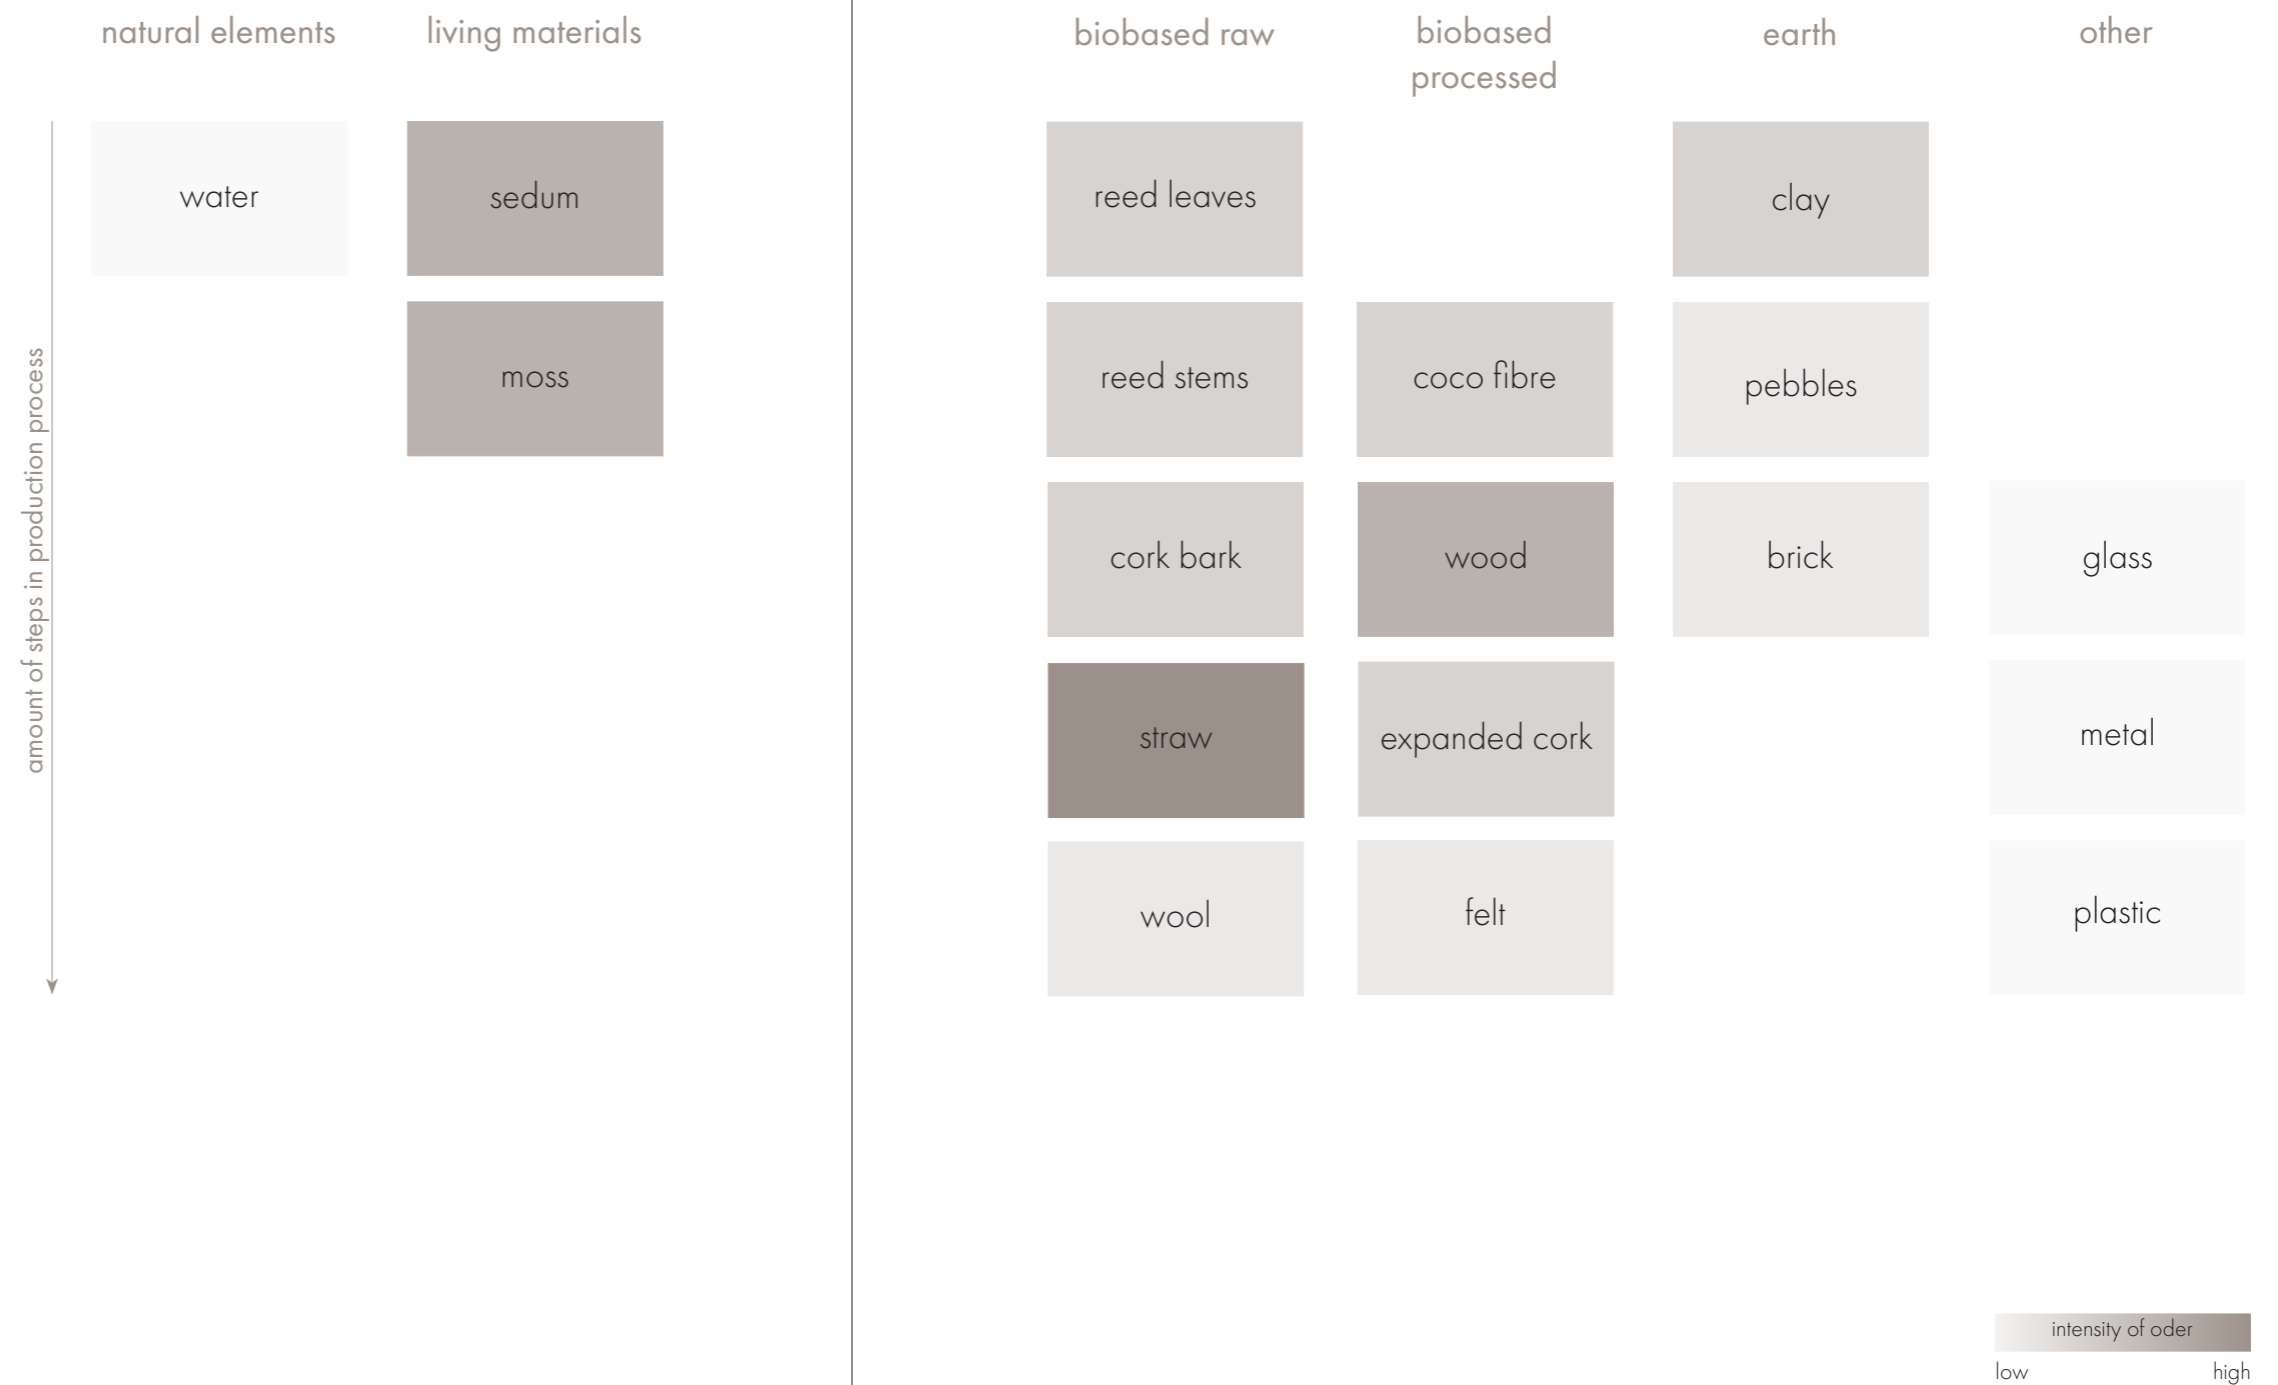 natural elements
living materials
biobased raw
biobased
processed
earth
other
amount of steps in production process
water
sedum
reed leaves
clay
moss
reed stems
coco fibre
pebbles
cork bark
wood
brick
glass
straw
expanded cork
metal
wool
felt
plastic
intensity of oder
low
high